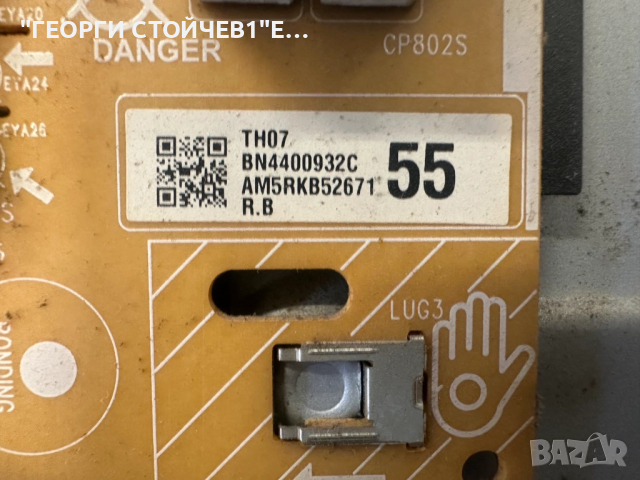 EYA20
"ГЕОРГИ СТОЙЧЕВ1"Е...
DANGER
CP802S
EYA24
EYA26
TH07
BN4400932C
AM5RKB52671
R.B
55
S
S
LUG3
BONDING
BAZAR